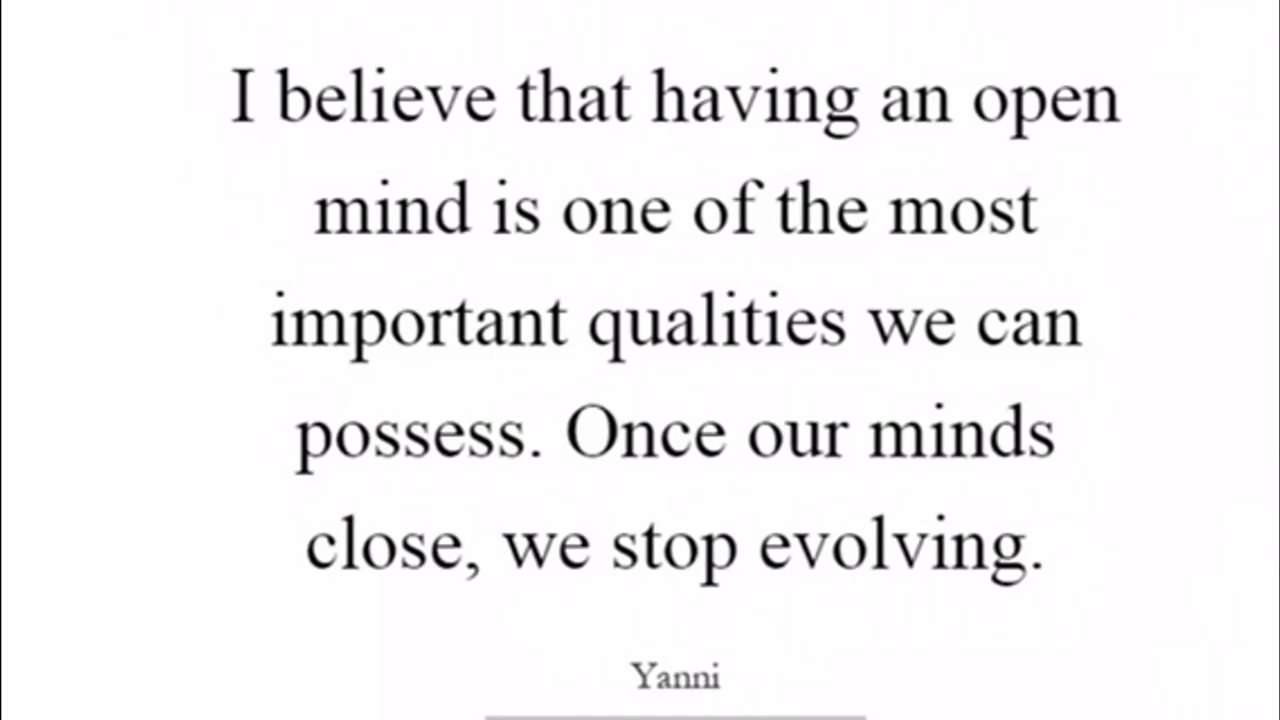 I believe that having an open
mind is one of the most
important qualities we can
possess. Once our minds
close, we stop evolving.
Yanni